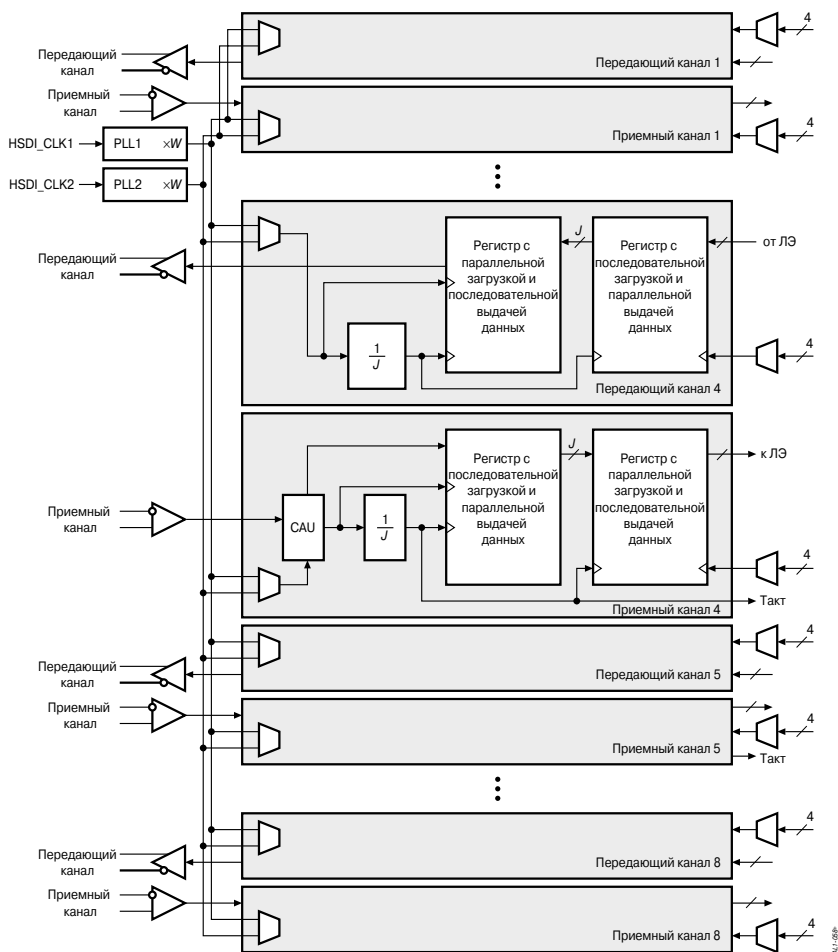 4
Передающий
канал
Передающий канал 1
Приемный
канал
Приемный канал 1
4
HSDI_CLK1
PLL1
×W
HSDI_CLK2
PLL2
×W
Передающий
канал
J
Регистр с
параллельной
загрузкой и
последовательной
выдачей
данных
Регистр с
последовательной
загрузкой и
параллельной
выдачей
данных
от ЛЭ
1
J
4
Передающий канал 4
Приемный
канал
CAU
1
J
Регистр с
последовательной
загрузкой и
параллельной
выдачей
данных
J
Регистр с
параллельной
загрузкой и
последовательной
выдачей
данных
к ЛЭ
4
Такт
Приемный канал 4
4
Передающий
канал
Передающий канал 5
Приемный
канал
4
Приемный канал 5
Такт
4
Передающий
канал
Передающий канал 8
Приемный
канал
Приемный канал 8
4